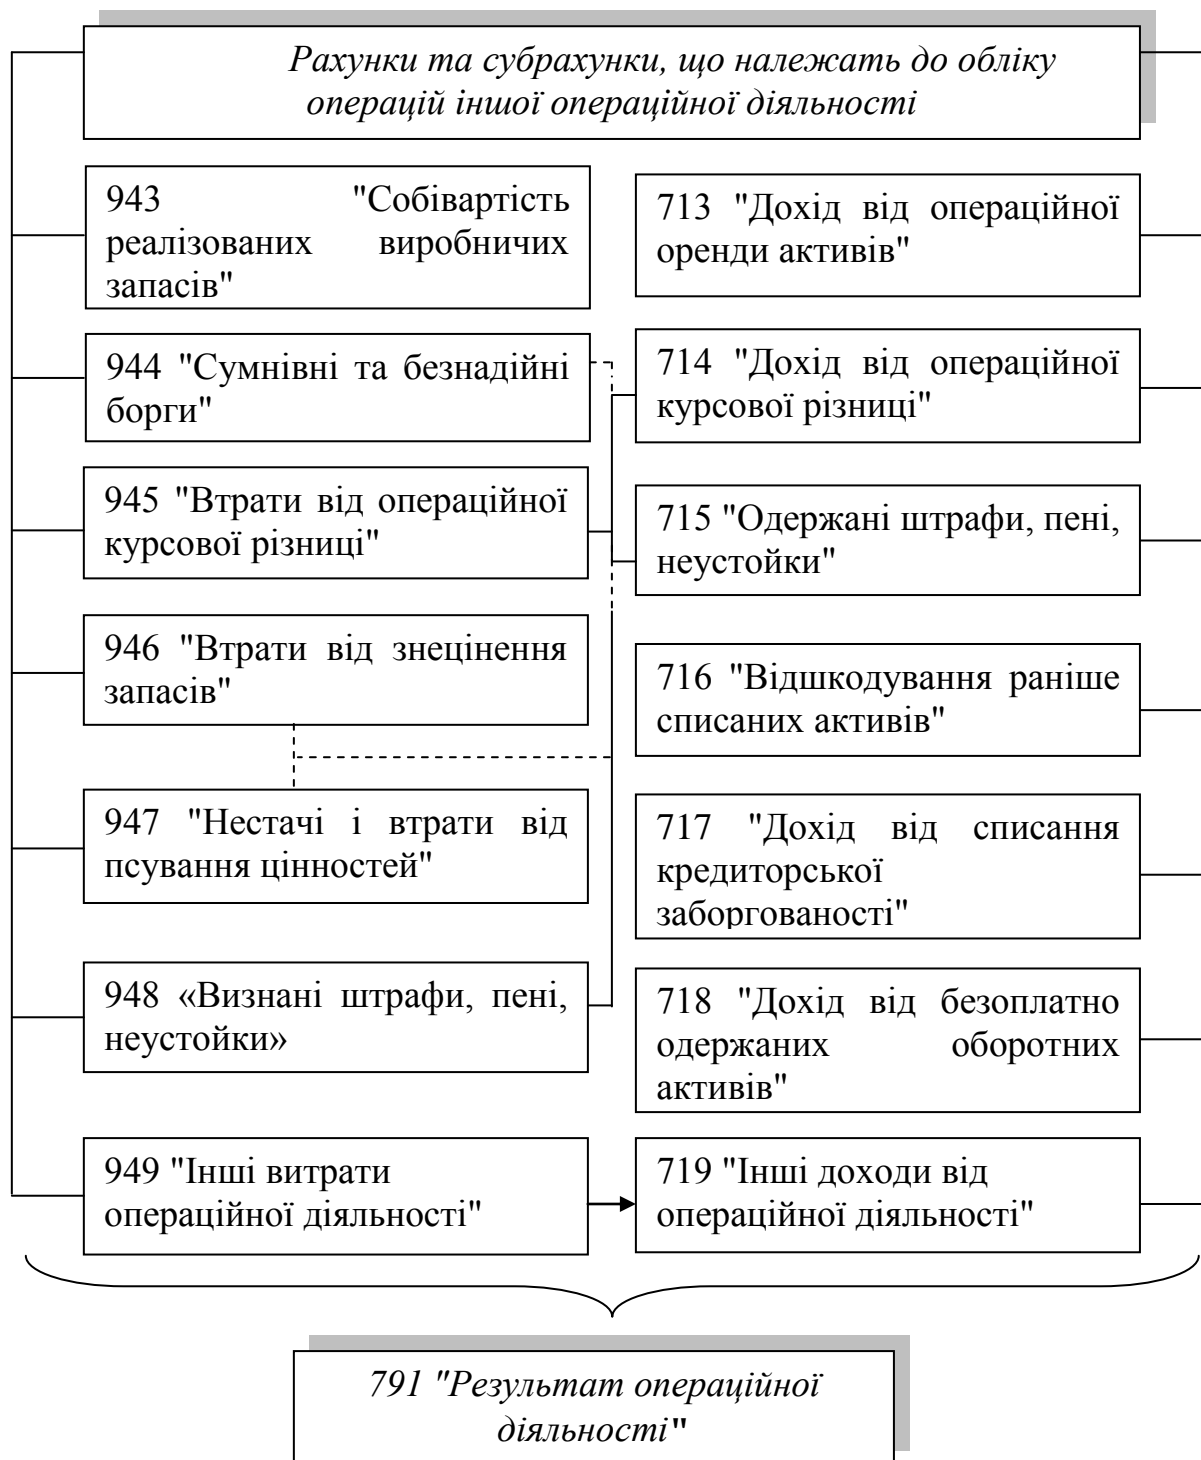 Рахунки та субрахунки, що належать до обліку
операцій іншої операційної діяльності
943 "Собівартість
реалізованих виробничих
запасів"
944 "Сумнівні та безнадійні
борги"
945 "Втрати від операційної
курсової різниці"
946 "Втрати від знецінення
запасів"
947 "Нестачі і втрати від
псування цінностей"
948 «Визнані штрафи, пені,
неустойки»
949 "Інші витрати
операційної діяльності"
713 "Дохід від операційної
оренди активів"
714 "Дохід від операційної
курсової різниці"
715 "Одержані штрафи, пені,
неустойки"
716 "Відшкодування раніше
списаних активів"
717 "Дохід від списання
кредиторської
заборгованості"
718 "Дохід від безоплатно
одержаних оборотних
активів"
719 "Інші доходи від
операційної діяльності"
791 "Результат операційної
діяльності"